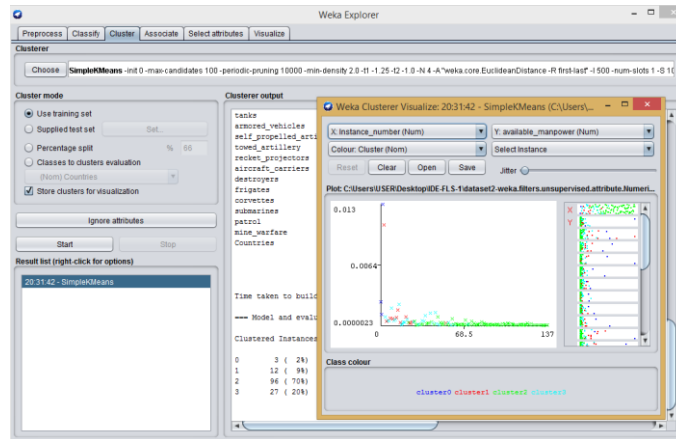 Weka Explorer
Preprocess Classify Cluster Associate Select attributes Visualize
Clusterer
Choose SimpleKMeans -init 0 -max-candidates 100 -periodic-pruning 10000 -min-density 2.0 -t1 -1.25 -t2 -1.0 -N 4 -A "weka.core.EuclideanDistance -R first-last" -I 500 -num-slots 1 -S 10
Cluster mode
Use training set
Supplied test set Set...
Percentage split % 66
Classes to clusters evaluation
(Nom) Countries
Store clusters for visualization
Ignore attributes
Start Stop
Result list (right-click for options)
20:31:42 - SimpleKMeans
Clusterer output
tanks
armored_vehicles
self_propelled_arti
towed_artillery
rocket_projectors
aircraft_carriers
destroyers
frigates
corvettes
submarines
patrol
mine_warfare
Countries
Time taken to build
=== Model and evalu
Clustered Instances
0 3 ( 2%)
1 12 ( 9%)
2 96 ( 70%)
3 27 ( 20%)
Weka Clusterer Visualize: 20:31:42 - SimpleKMeans (C:\Users\...
X: Instance_number (Num) Y: available_manpower (Num)
Colour: Cluster (Nom) Select Instance
Reset Clear Open Save Jitter
Plot: C:\Users\USER\Desktop\IDE-FLS-1\dataset2-weka.filters.unsupervised.attribute.Numeri...
0.013
0.0064
0.0000023
0 68.5 137
X
Y
Class colour
cluster0 cluster1 cluster2 cluster3